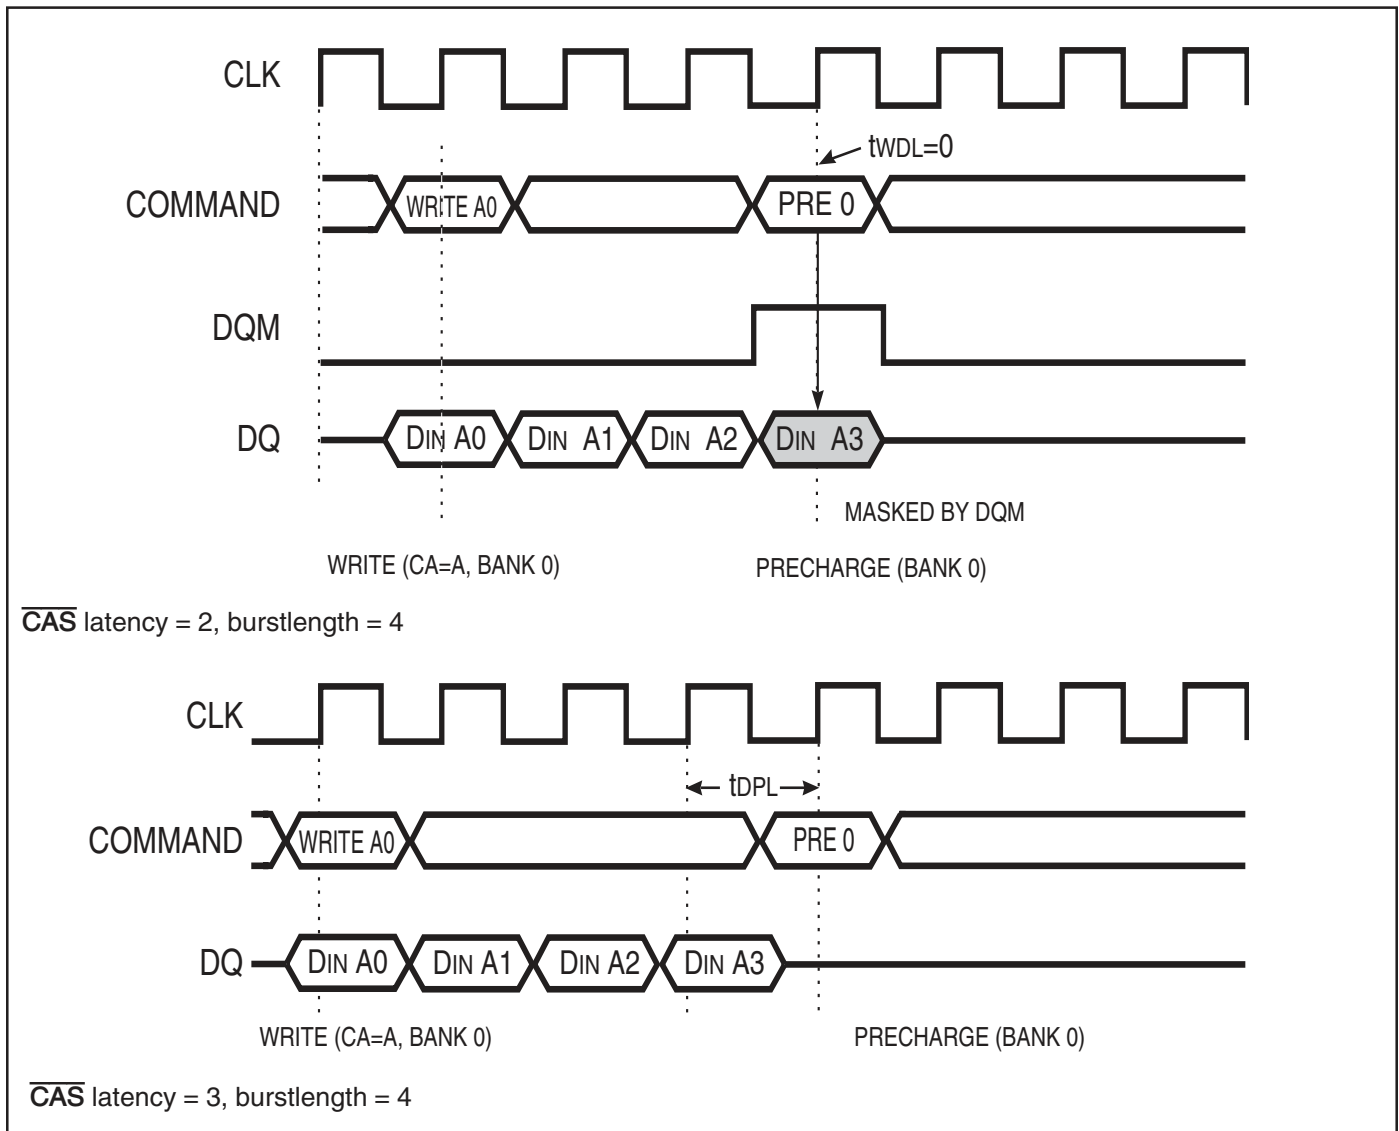 CLK
tWDL=0
COMMAND
WRITE A0
PRE 0
DQM
DQ
DIN A0
DIN A1
DIN A2
DIN A3
MASKED BY DQM
WRITE (CA=A, BANK 0)
PRECHARGE (BANK 0)
CAS latency = 2, burstlength = 4
CLK
tDPL
COMMAND
WRITE A0
PRE 0
DQ
DIN A0
DIN A1
DIN A2
DIN A3
WRITE (CA=A, BANK 0)
PRECHARGE (BANK 0)
CAS latency = 3, burstlength = 4